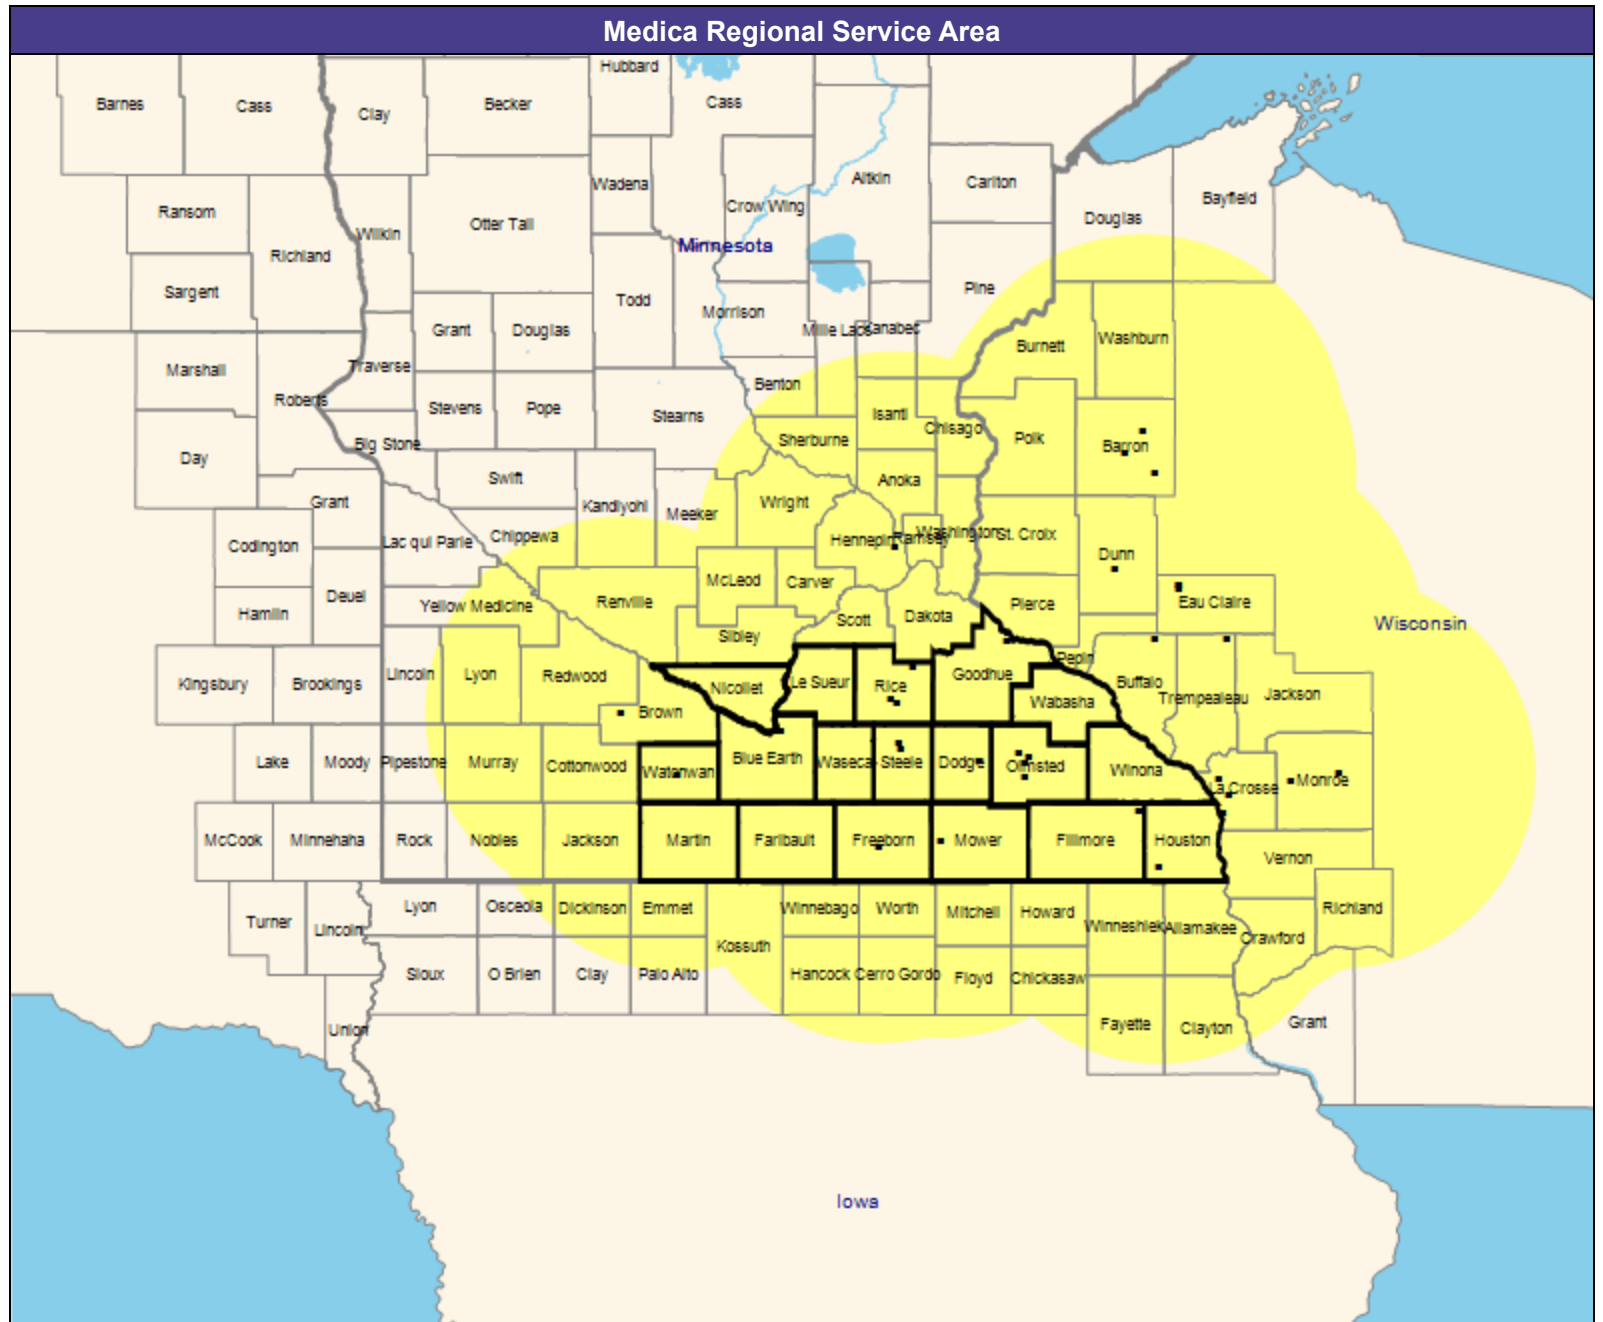 Medica Regional Service Area
Hubbard
Barnes
Cass
Clay
Becker
Cass
Wadena
Crow Wing
Aitkin
Carlton
Bayfield
Douglas
Ransom
Wilkin
Otter Tail
Minnesota
Richland
Sargent
Todd
Morrison
Pine
Grant
Douglas
Mille Lacs
Kanabec
Burnett
Washburn
Marshall
Traverse
Benton
Roberts
Stevens
Pope
Stearns
Isanti
Chisago
Polk
Barron
Day
Big Stone
Sherburne
Swift
Anoka
Grant
Kandiyohi
Meeker
Wright
Codington
Lac qui Parle
Chippewa
Hennepin
Ramsey
Washington
St. Croix
Dunn
Hamlin
Deuel
Yellow Medicine
Renville
McLeod
Carver
Scott
Dakota
Pierce
Eau Claire
Wisconsin
Sibley
Pepin
Kingsbury
Brookings
Lincoln
Lyon
Redwood
Nicollet
Le Sueur
Rice
Goodhue
Wabasha
Buffalo
Trempealeau
Jackson
Brown
Lake
Moody
Pipestone
Murray
Cottonwood
Watonwan
Blue Earth
Waseca
Steele
Dodge
Olmsted
Winona
La Crosse
Monroe
McCook
Minnehaha
Rock
Nobles
Jackson
Martin
Faribault
Freeborn
Mower
Fillmore
Houston
Vernon
Turner
Lincoln
Lyon
Osceola
Dickinson
Emmet
Kossuth
Winnebago
Worth
Mitchell
Howard
Winneshiek
Allamakee
Crawford
Richland
Sioux
O Brien
Clay
Palo Alto
Hancock
Cerro Gordo
Floyd
Chickasaw
Union
Fayette
Clayton
Grant
Iowa